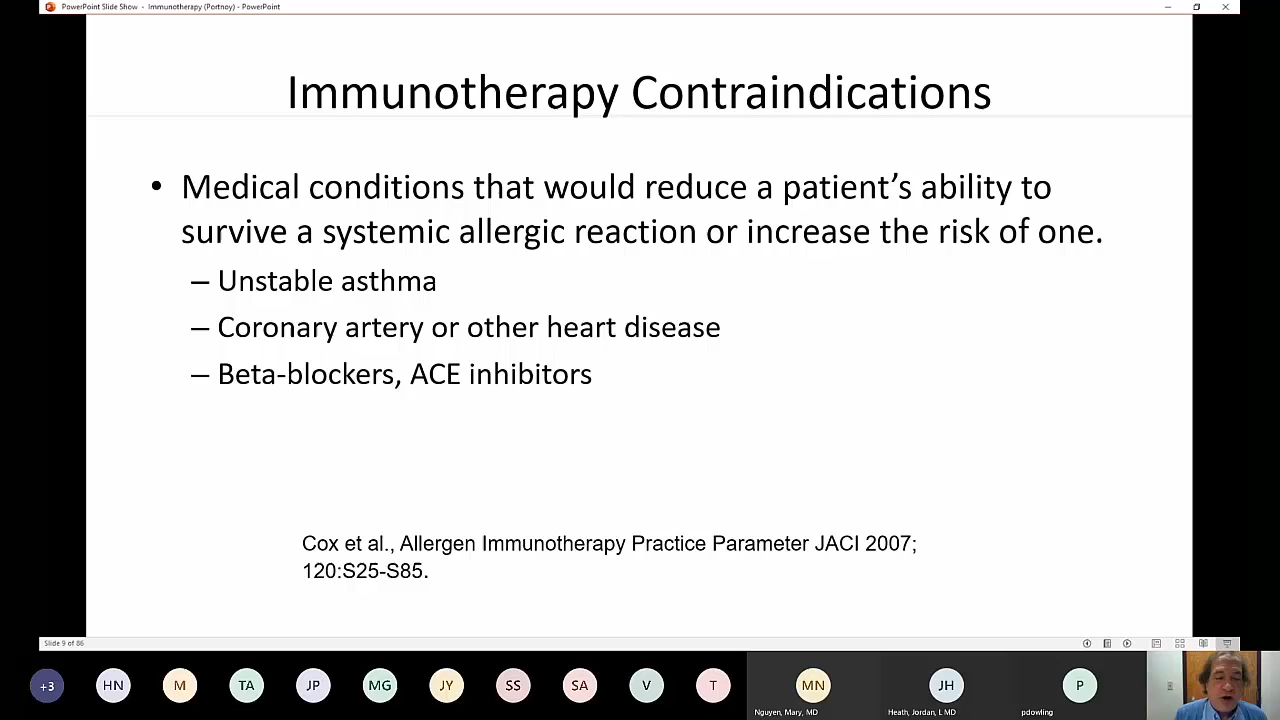 PowerPoint Slide Show - Immunotherapy (Portnoy) - PowerPoint
Immunotherapy Contraindications
• Medical conditions that would reduce a patient’s ability to
survive a systemic allergic reaction or increase the risk of one.
– Unstable asthma
– Coronary artery or other heart disease
– Beta-blockers, ACE inhibitors
Cox et al., Allergen Immunotherapy Practice Parameter JACI 2007;
120:S25-S85.
Slide 9 of 86
+3 HN M TA JP MG JY SS SA V T MN JH P
Nguyen, Mary, MD Heath, Jordan, L MD pdowling